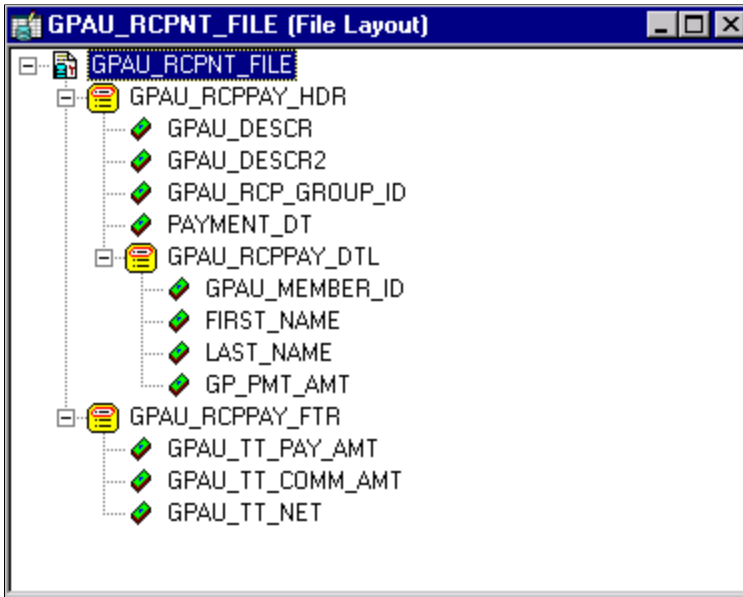 GPAU_RCPNT_FILE (File Layout)
GPAU_RCPNT_FILE
GPAU_RCPPAY_HDR
GPAU_DESCR
GPAU_DESCR2
GPAU_RCP_GROUP_ID
PAYMENT_DT
GPAU_RCPPAY_DTL
GPAU_MEMBER_ID
FIRST_NAME
LAST_NAME
GP_PMT_AMT
GPAU_RCPPAY_FTR
GPAU_TT_PAY_AMT
GPAU_TT_COMM_AMT
GPAU_TT_NET